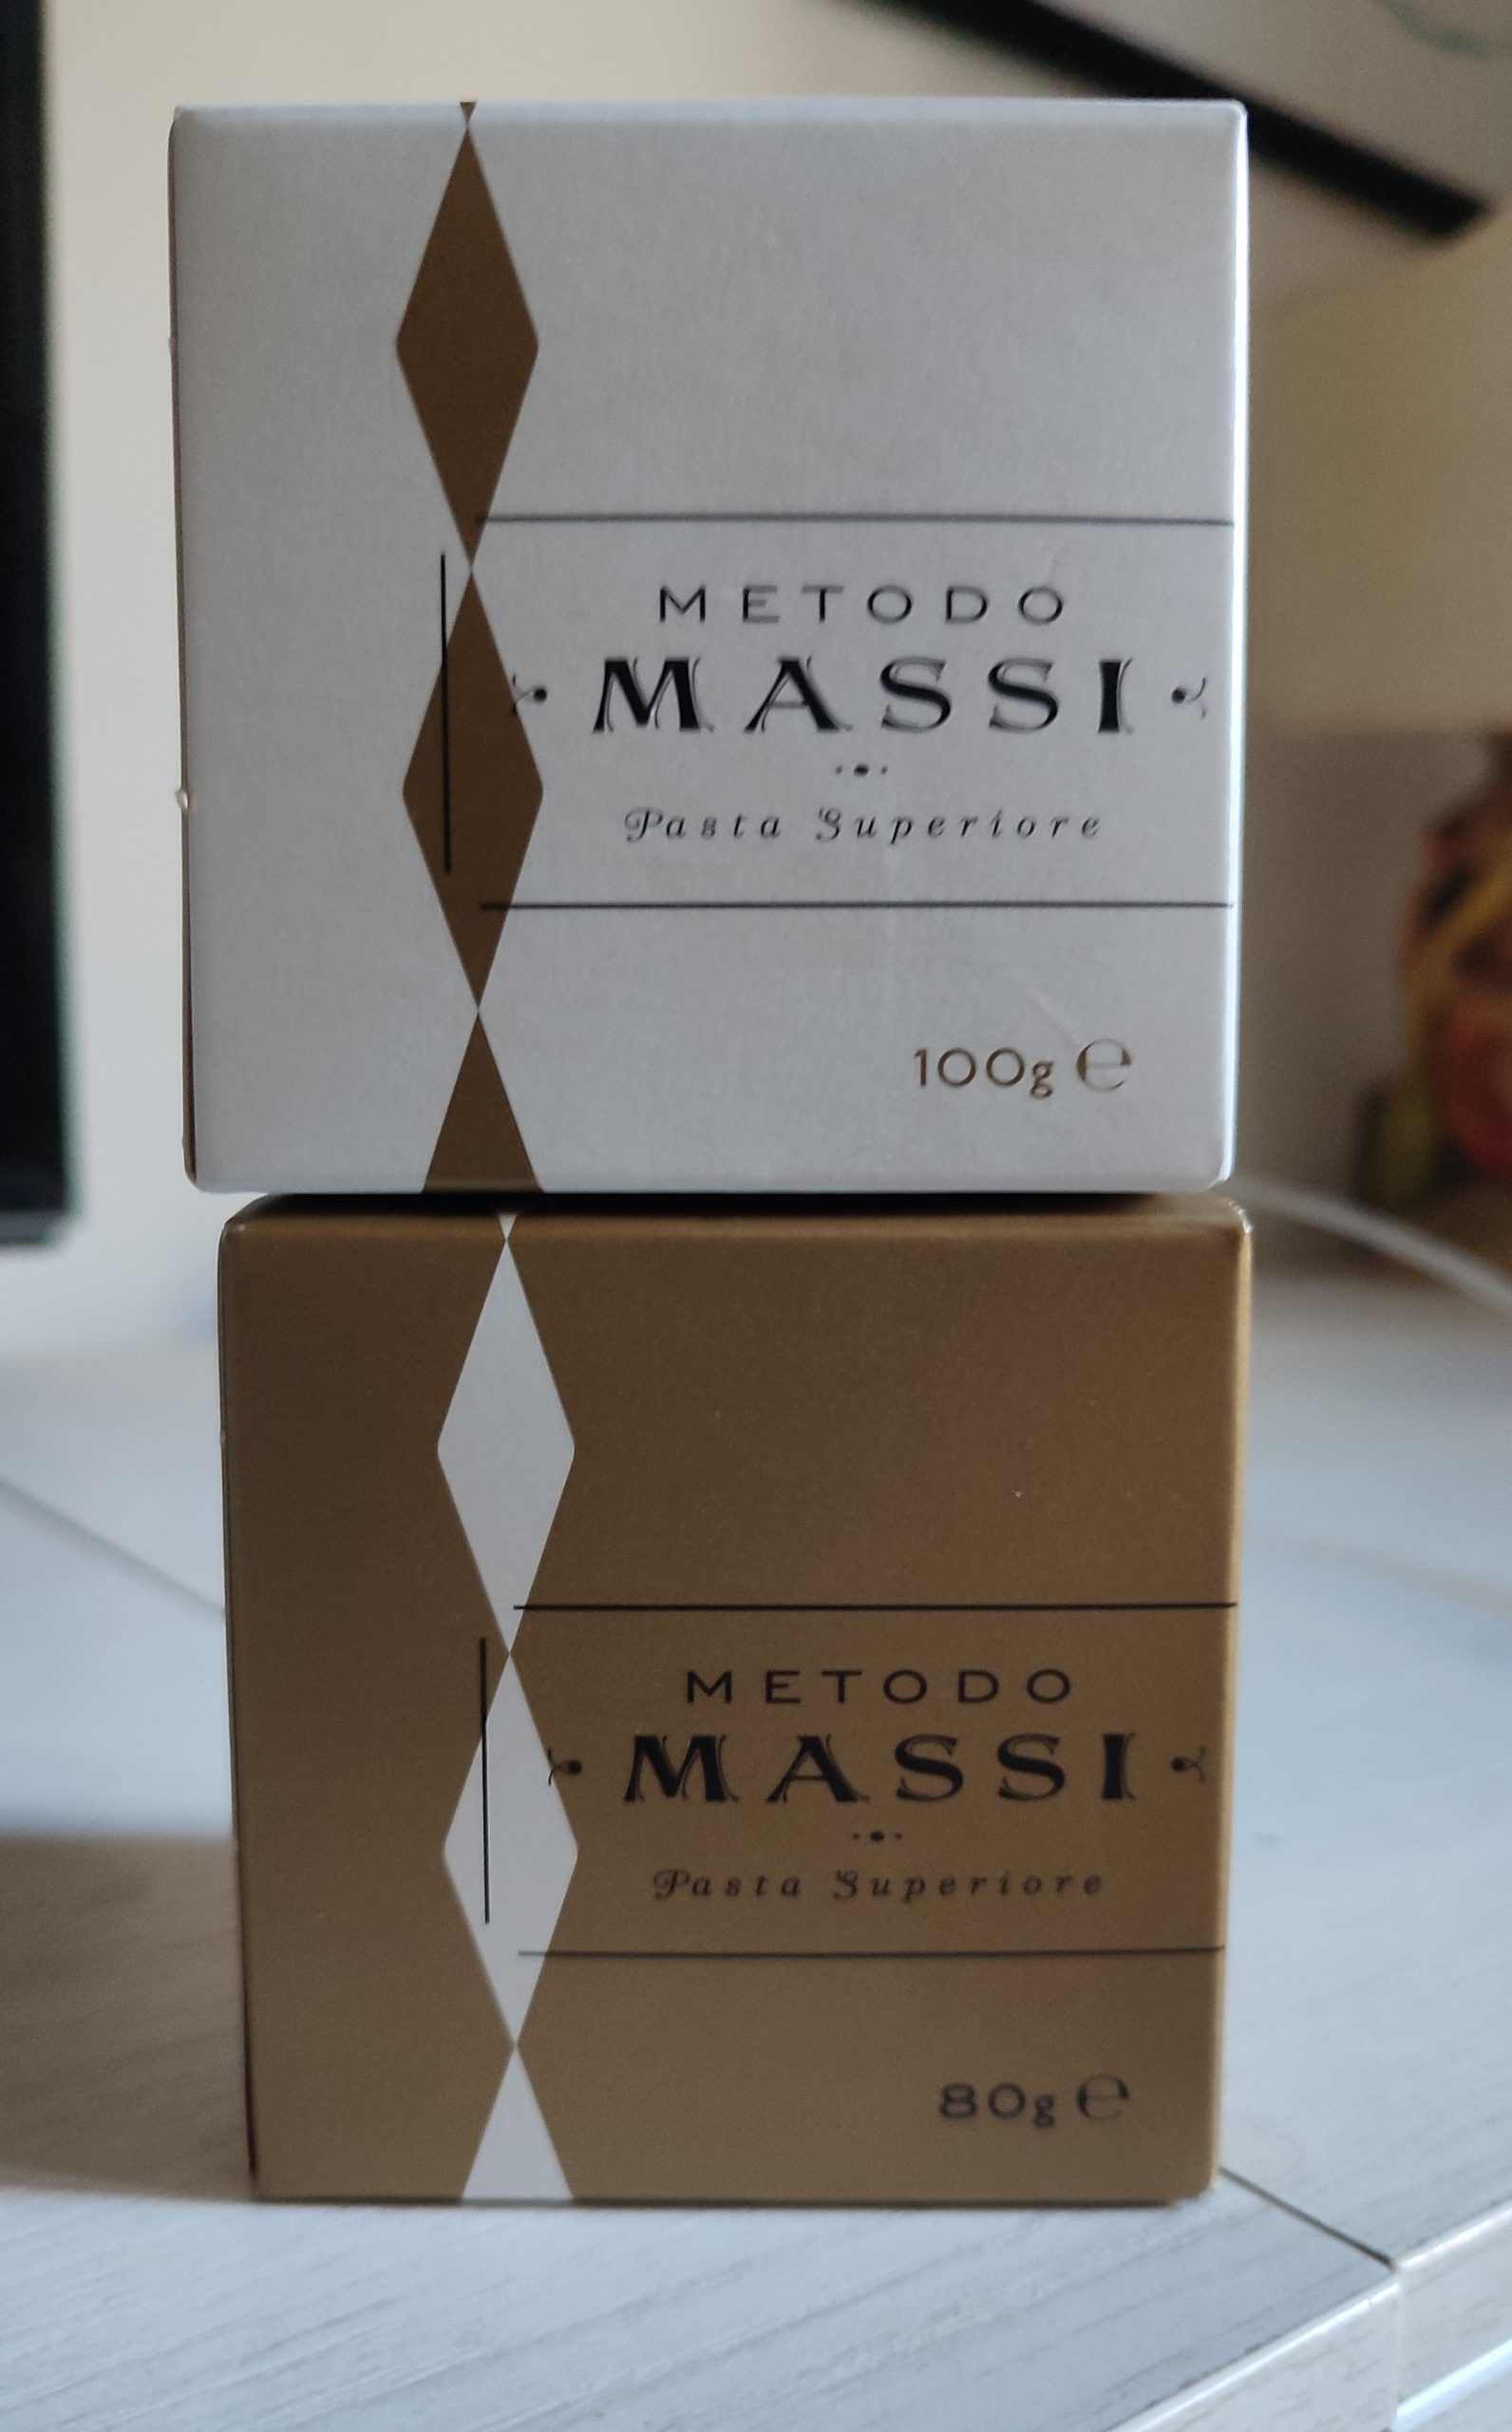 METODO
MASSI
Pasta Superiore
100g ℮
METODO
MASSI
Pasta Superiore
80g ℮